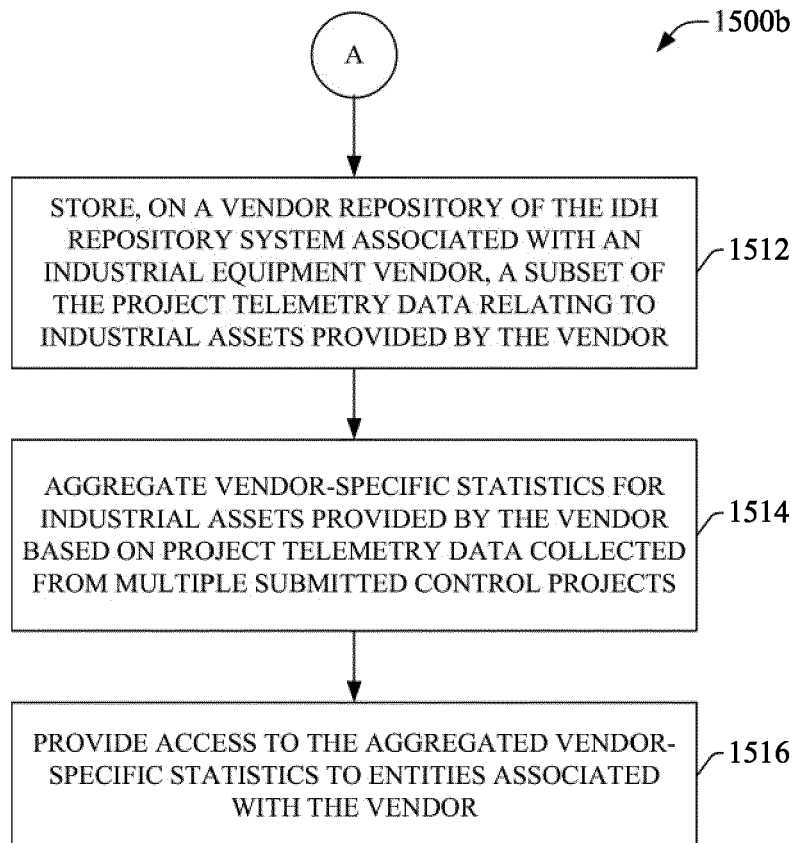 1500b
A
STORE, ON A VENDOR REPOSITORY OF THE IDH
REPOSITORY SYSTEM ASSOCIATED WITH AN
INDUSTRIAL EQUIPMENT VENDOR, A SUBSET OF
THE PROJECT TELEMETRY DATA RELATING TO
INDUSTRIAL ASSETS PROVIDED BY THE VENDOR
1512
AGGREGATE VENDOR-SPECIFIC STATISTICS FOR
INDUSTRIAL ASSETS PROVIDED BY THE VENDOR
BASED ON PROJECT TELEMETRY DATA COLLECTED
FROM MULTIPLE SUBMITTED CONTROL PROJECTS
1514
PROVIDE ACCESS TO THE AGGREGATED VENDOR-
SPECIFIC STATISTICS TO ENTITIES ASSOCIATED
WITH THE VENDOR
1516